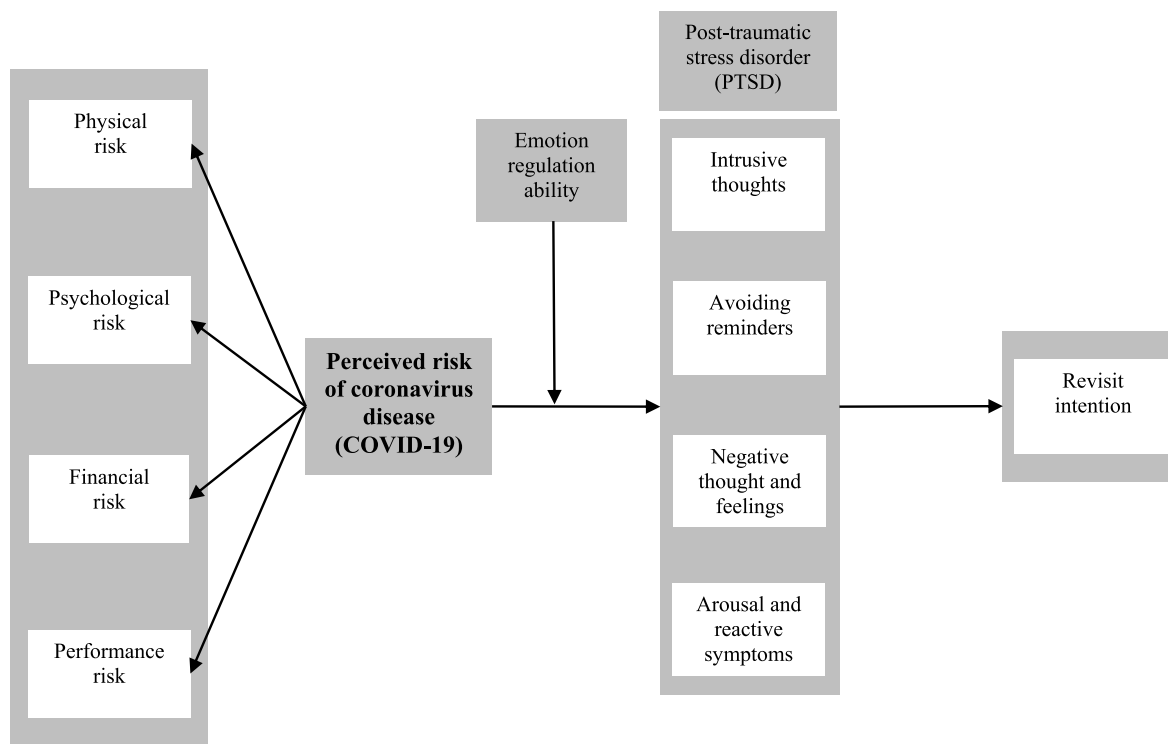 Physical
risk
Psychological
risk
Financial
risk
Performance
risk
Perceived risk
of coronavirus
disease
(COVID-19)
Emotion
regulation
ability
Post-traumatic
stress disorder
(PTSD)
Intrusive
thoughts
Avoiding
reminders
Negative
thought and
feelings
Arousal and
reactive
symptoms
Revisit
intention